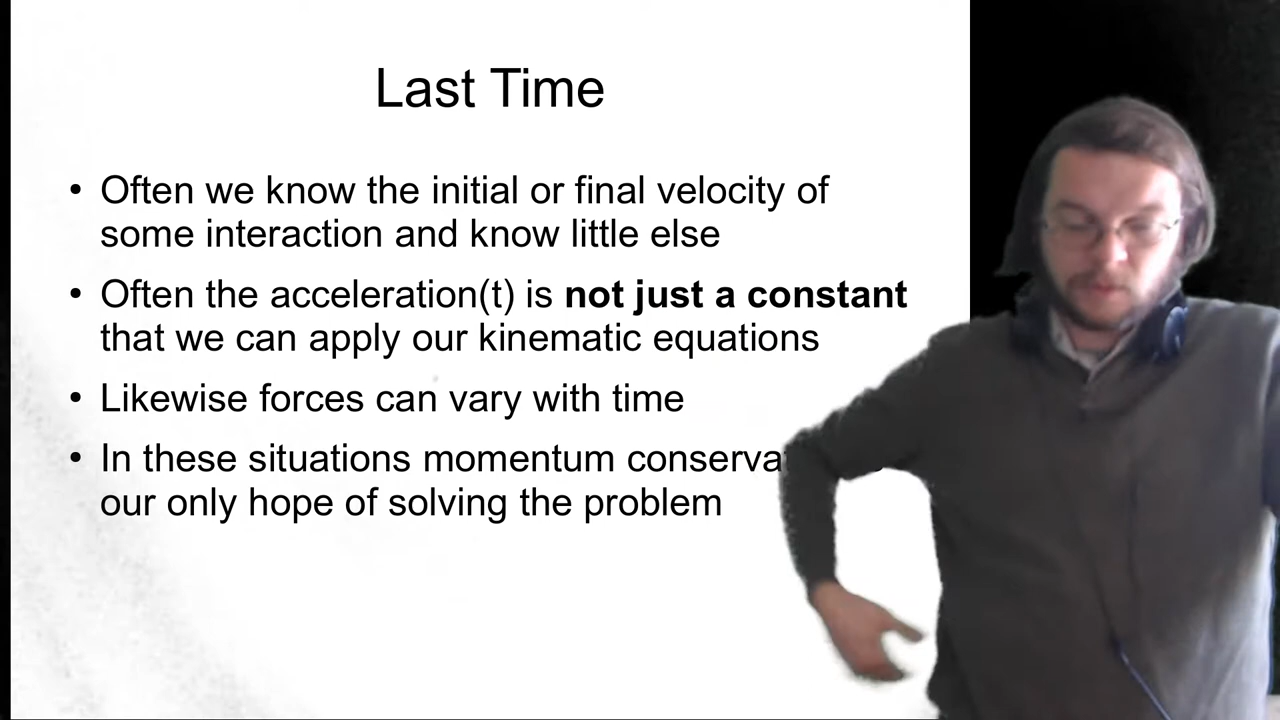 Last Time
• Often we know the initial or final velocity of
some interaction and know little else
• Often the acceleration(t) is not just a constant
that we can apply our kinematic equations
• Likewise forces can vary with time
• In these situations momentum
our only hope of solving the problem